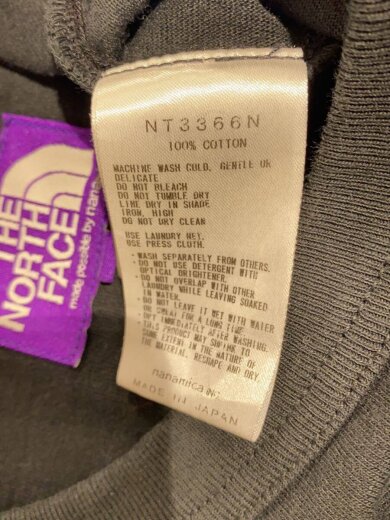 THE
NORTH
FACE
made possible by nana
NT3366N
100% COTTON
MACHINE WASH COLD, GENTLE OR
DELICATE
DO NOT BLEACH
DO NOT TUMBLE DRY
LINE DRY IN SHADE
IRON, HIGH
DO NOT DRY CLEAN
USE LAUNDRY NET.
USE PRESS CLOTH.
• WASH SEPARATELY FROM OTHERS.
• DO NOT USE DETERGENT WITH
OPTICAL BRIGHTENER.
• DO NOT OVERLAP WITH OTHER
LAUNDRY WHILE LEAVING SOAKED
IN WATER.
• DO NOT LEAVE IT WET WITH WATER
OR SWEAT FOR A LONG TIME.
• DRY IMMEDIATELY AFTER WASHING.
• THIS PRODUCT MAY SHRINK TO
SOME EXTENT IN THE NATURE OF
THE MATERIAL. RESHAPE AND DRY.
nanamica INC.
MADE IN JAPAN